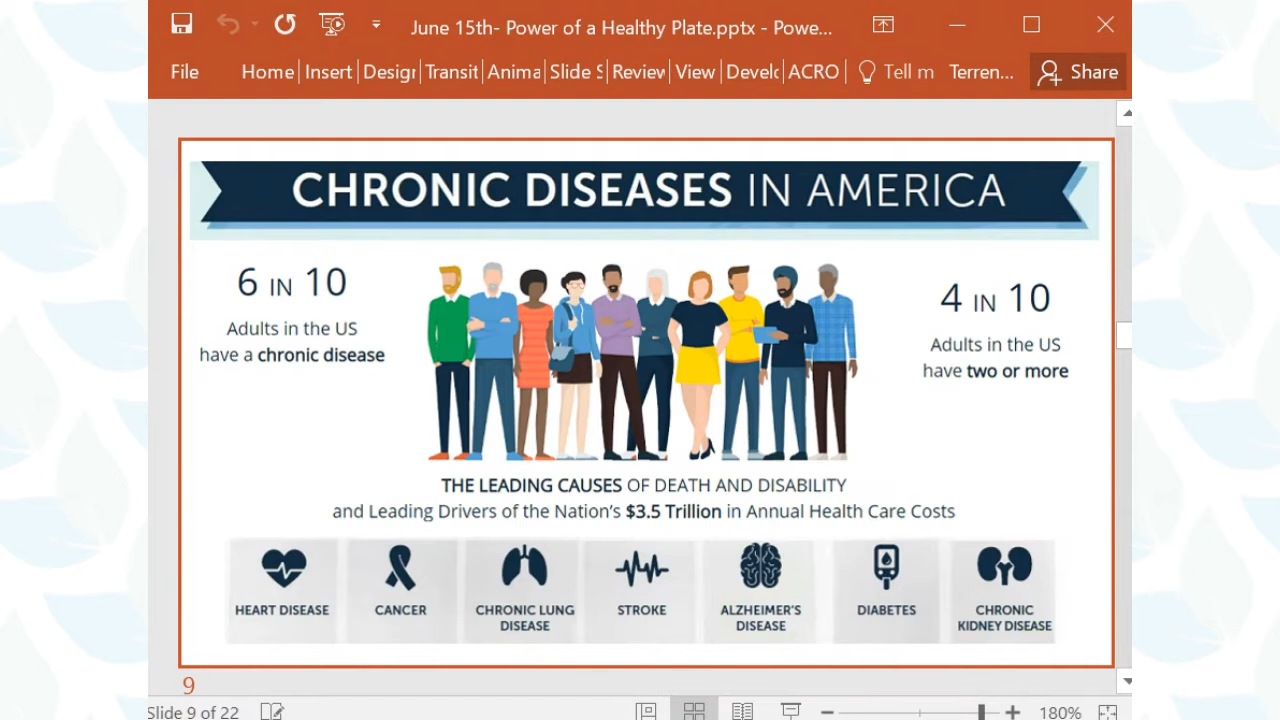 June 15th- Power of a Healthy Plate.pptx - Powe...
File Home Insert Design Transit Anima Slide S Review View Develo ACRO Tell m Terren... Share
CHRONIC DISEASES IN AMERICA
6 IN 10
Adults in the US
have a chronic disease
4 IN 10
Adults in the US
have two or more
THE LEADING CAUSES OF DEATH AND DISABILITY
and Leading Drivers of the Nation's $3.5 Trillion in Annual Health Care Costs
HEART DISEASE
CANCER
CHRONIC LUNG
DISEASE
STROKE
ALZHEIMER'S
DISEASE
DIABETES
CHRONIC
KIDNEY DISEASE
9
Slide 9 of 22 180%